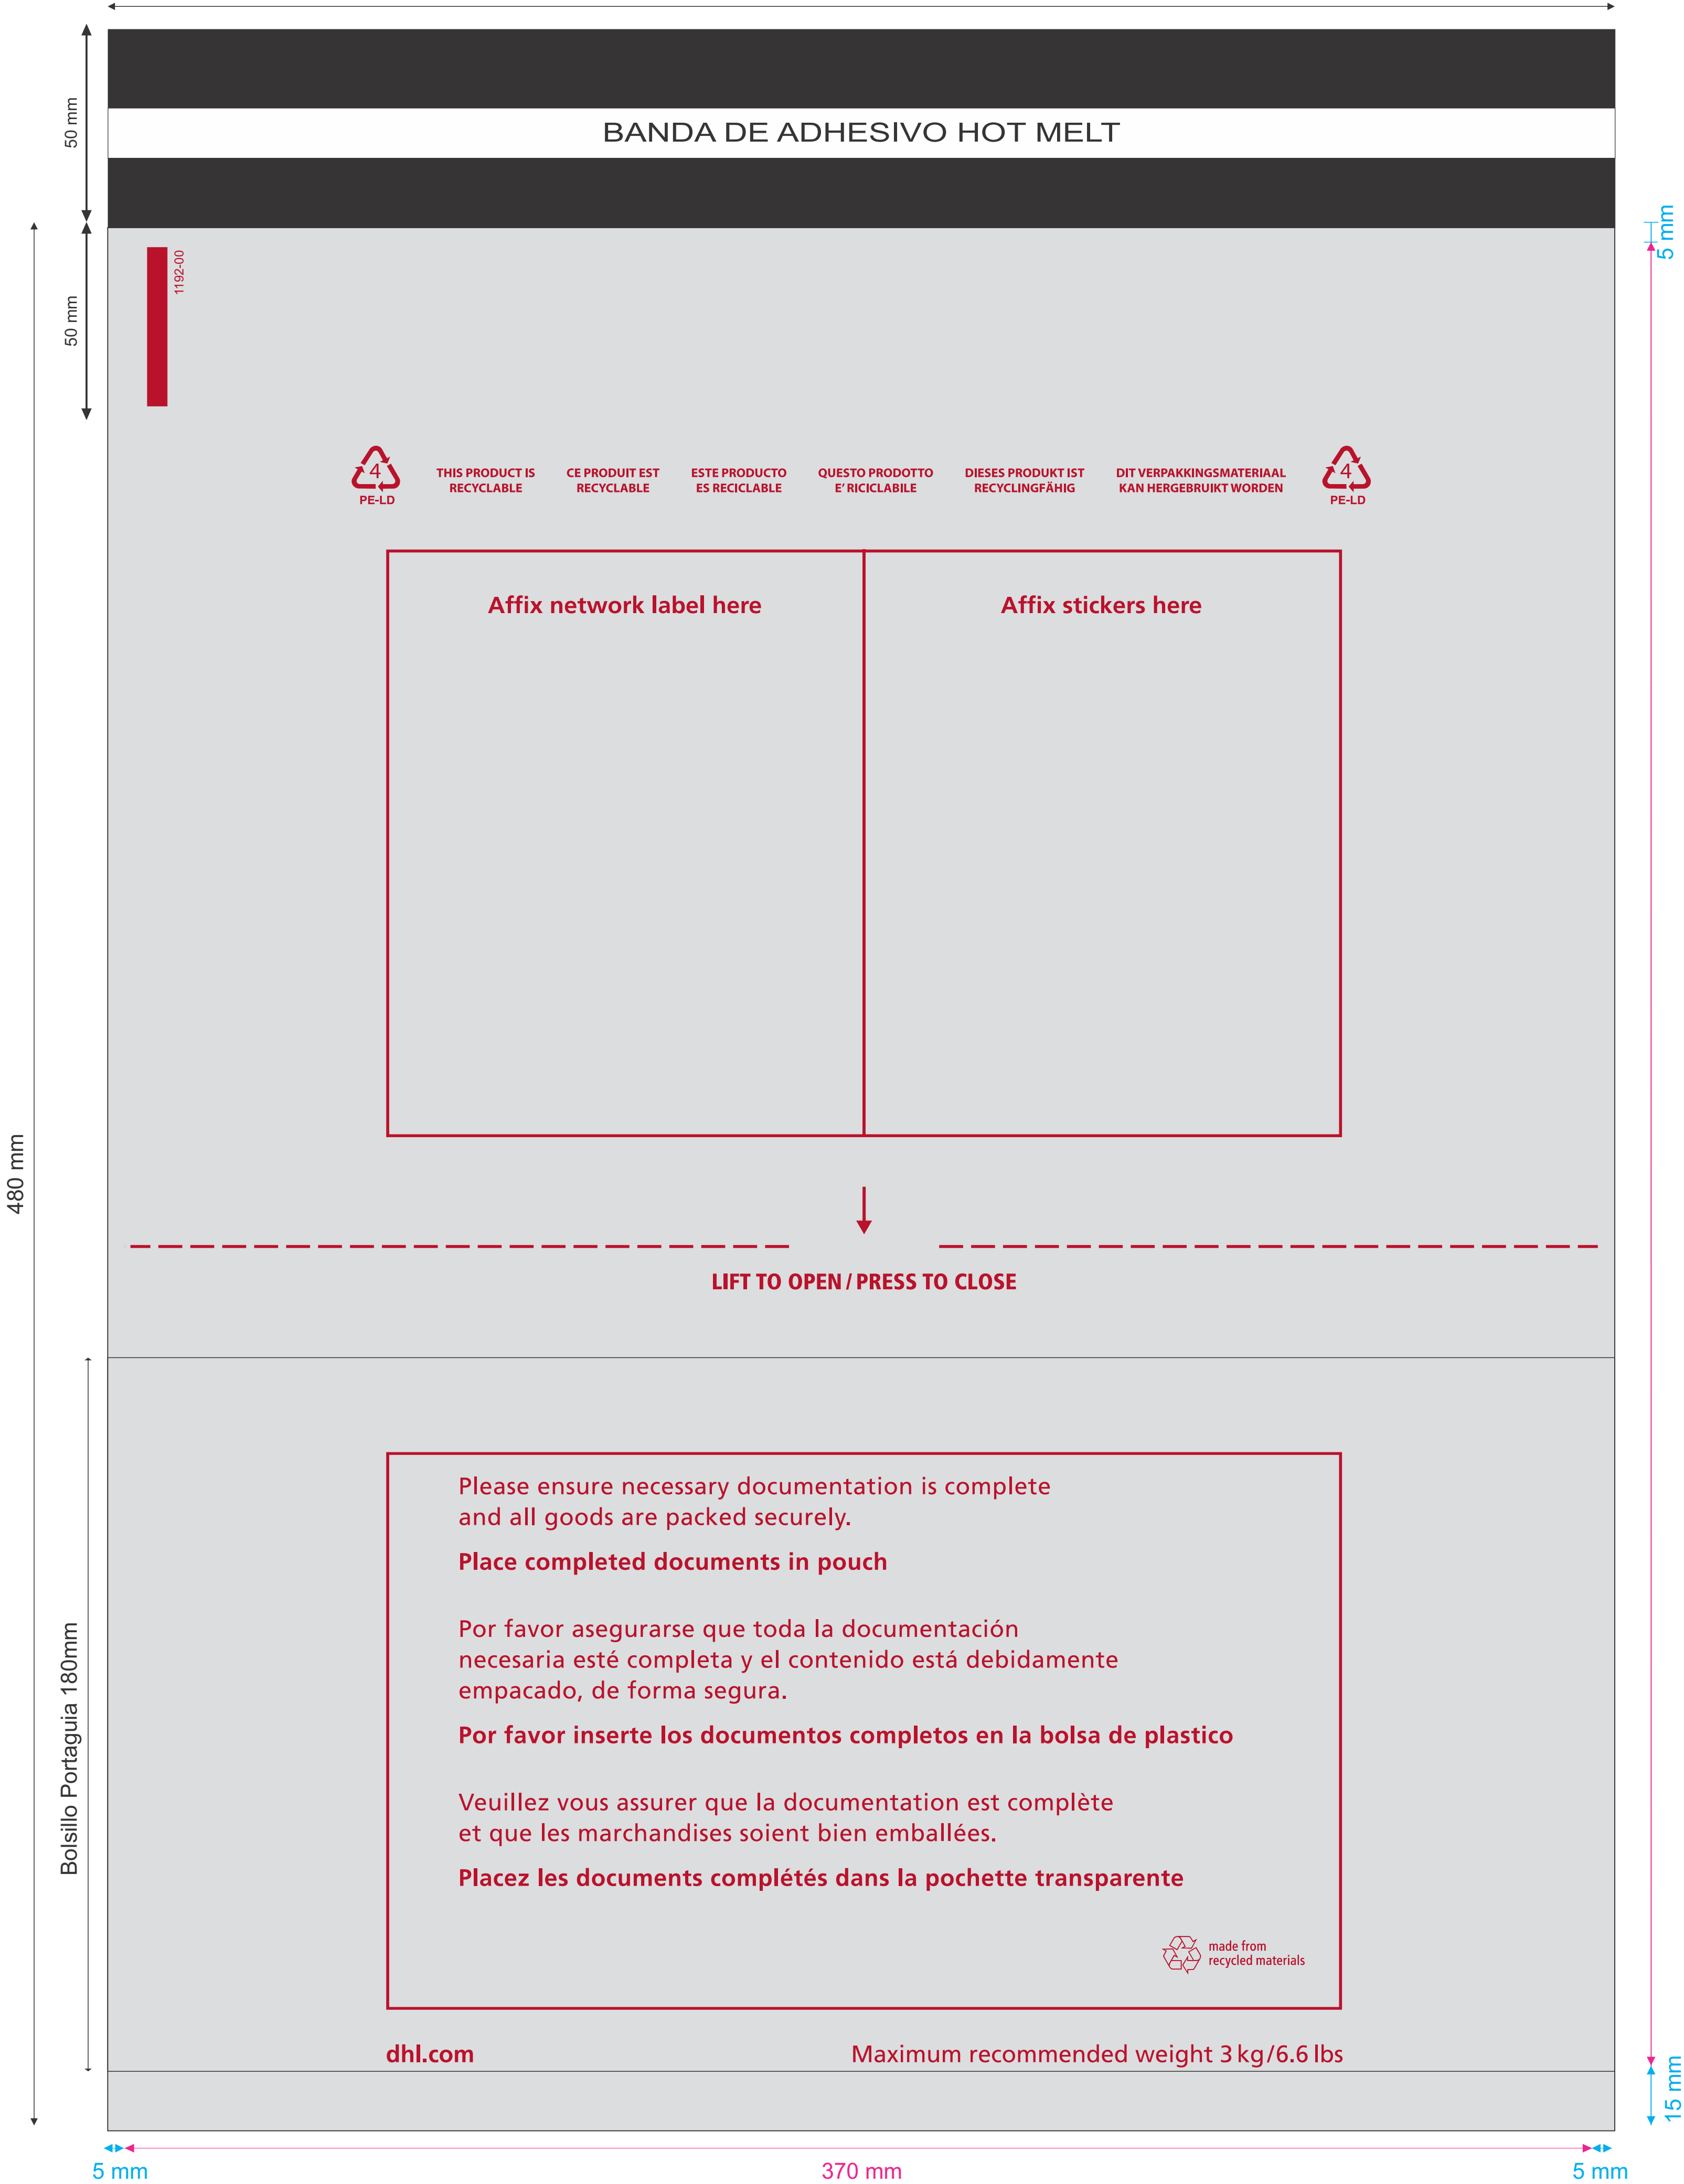 BANDA DE ADHESIVO HOT MELT
50 mm
5 mm
1192-00
50 mm
4
PE-LD
THIS PRODUCT IS
RECYCLABLE
CE PRODUIT EST
RECYCLABLE
ESTE PRODUCTO
ES RECICLABLE
QUESTO PRODOTTO
E' RICICLABILE
DIESES PRODUKT IST
RECYCLINGFÄHIG
DIT VERPAKKINGSMATERIAAL
KAN HERGEBRUIKT WORDEN
4
PE-LD
Affix network label here
Affix stickers here
480 mm
LIFT TO OPEN / PRESS TO CLOSE
Bolsillo Portaguia 180mm
Please ensure necessary documentation is complete
and all goods are packed securely.
Place completed documents in pouch
Por favor asegurarse que toda la documentación
necesaria esté completa y el contenido está debidamente
empacado, de forma segura.
Por favor inserte los documentos completos en la bolsa de plastico
Veuillez vous assurer que la documentation est complète
et que les marchandises soient bien emballées.
Placez les documents complétés dans la pochette transparente
made from
recycled materials
dhl.com
Maximum recommended weight 3 kg/6.6 lbs
15 mm
5 mm
370 mm
5 mm